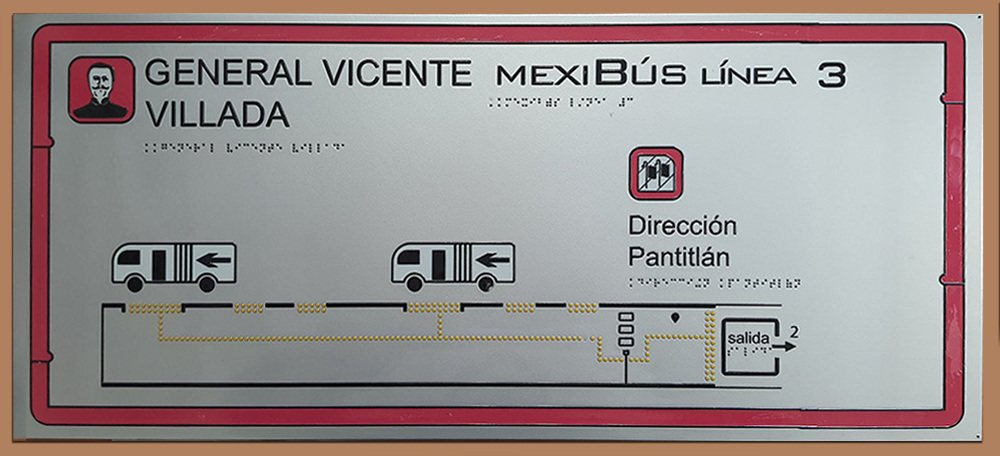 GENERAL VICENTE
VILLADA
MEXIBÚS LÍNEA 3
Dirección
Pantitlán
salida
2